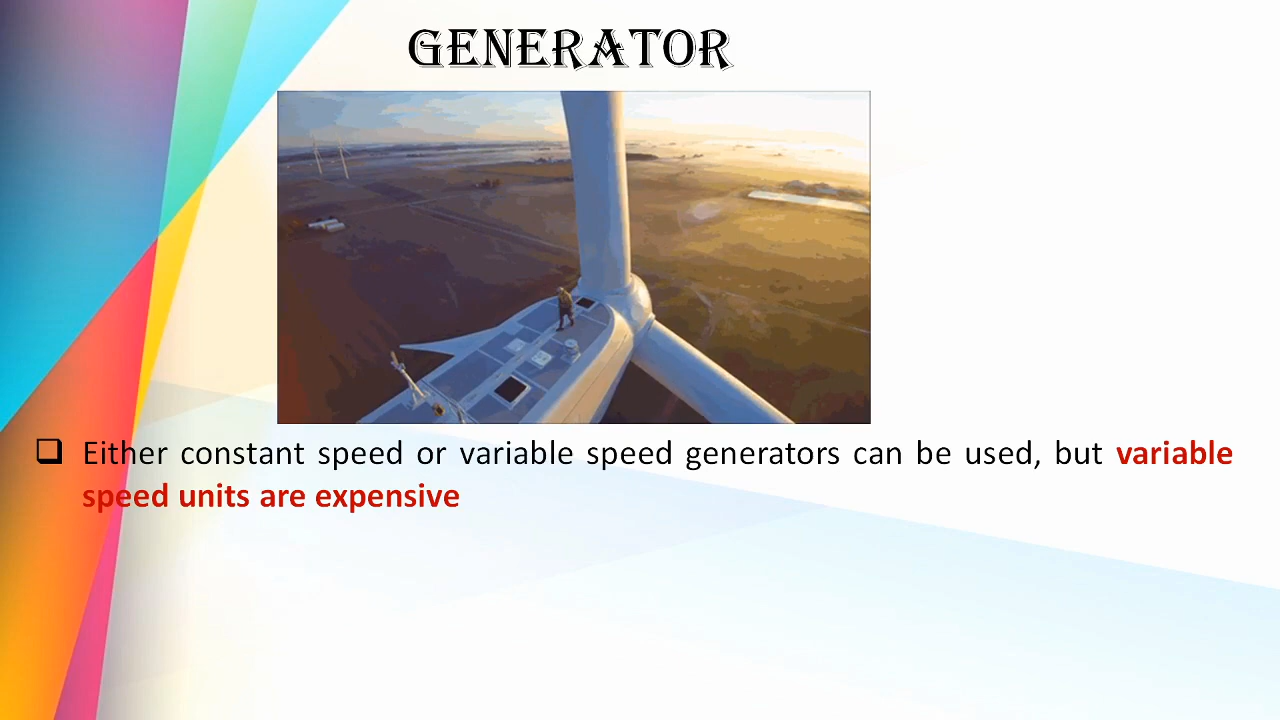 GENERATOR
❑ Either constant speed or variable speed generators can be used, but variable
speed units are expensive